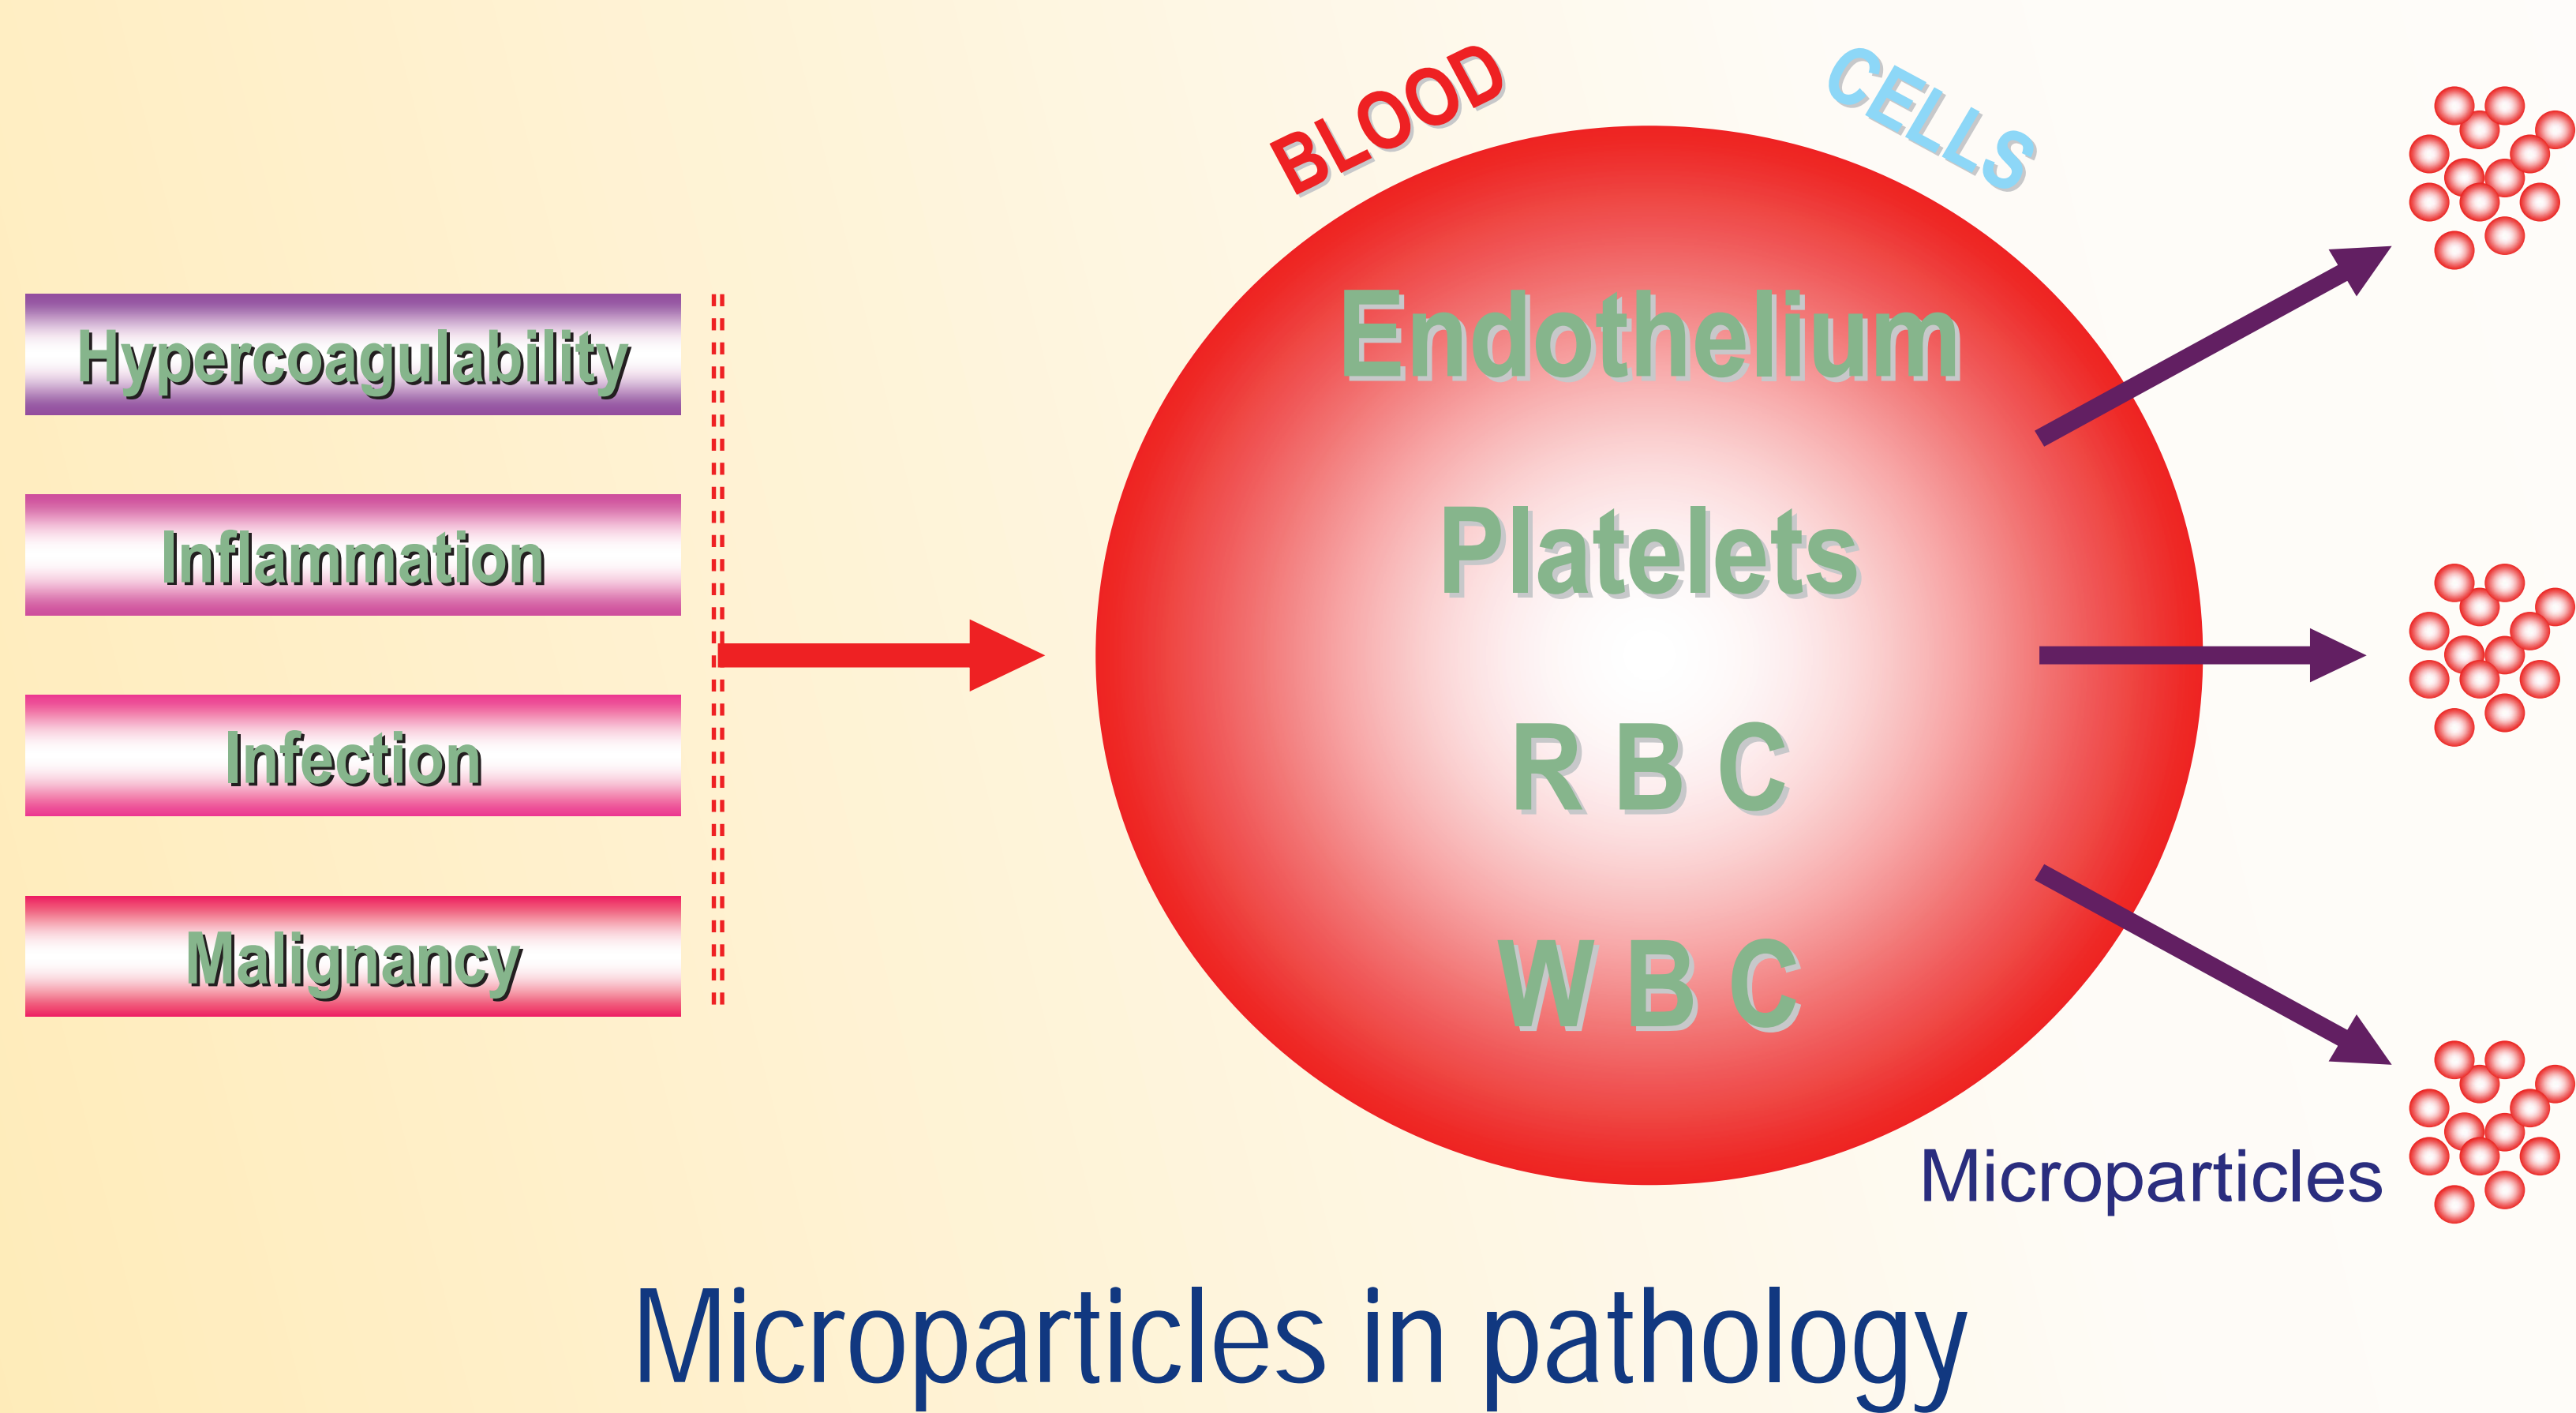 BLOOD CELLS
Hypercoagulability
Inflammation
Infection
Malignancy
Endothelium
Platelets
R B C
W B C
Microparticles
Microparticles in pathology